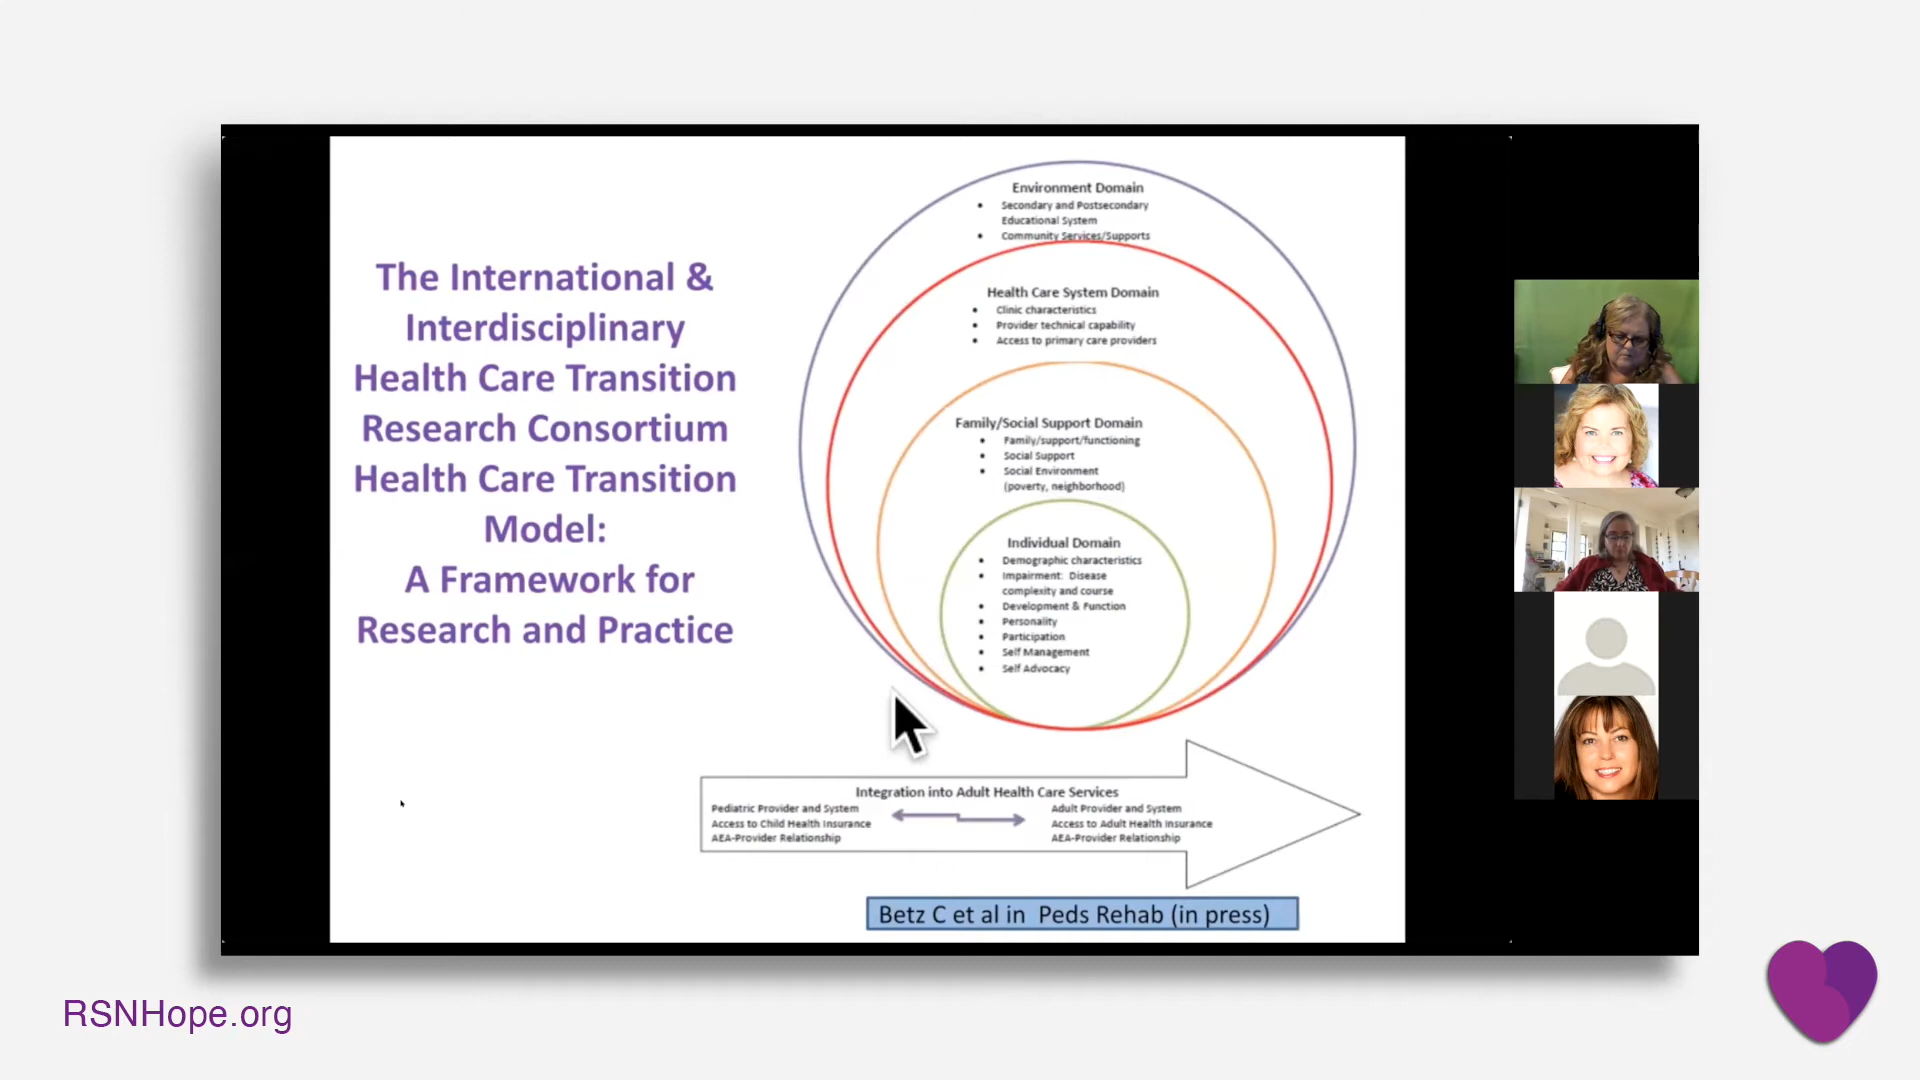 The International &
Interdisciplinary
Health Care Transition
Research Consortium
Health Care Transition
Model:
A Framework for
Research and Practice
Environment Domain
• Secondary and Postsecondary
Educational System
• Community Services/Supports
Health Care System Domain
• Clinic characteristics
• Provider technical capability
• Access to primary care providers
Family/Social Support Domain
• Family/support/functioning
• Social Support
• Social Environment
(poverty, neighborhood)
Individual Domain
• Demographic characteristics
• Impairment: Disease
complexity and course
• Development & Function
• Personality
• Participation
• Self Management
• Self Advocacy
Integration into Adult Health Care Services
Pediatric Provider and System
Access to Child Health Insurance
AEA-Provider Relationship
Adult Provider and System
Access to Adult Health Insurance
AEA-Provider Relationship
Betz C et al in Peds Rehab (in press)
RSNHope.org